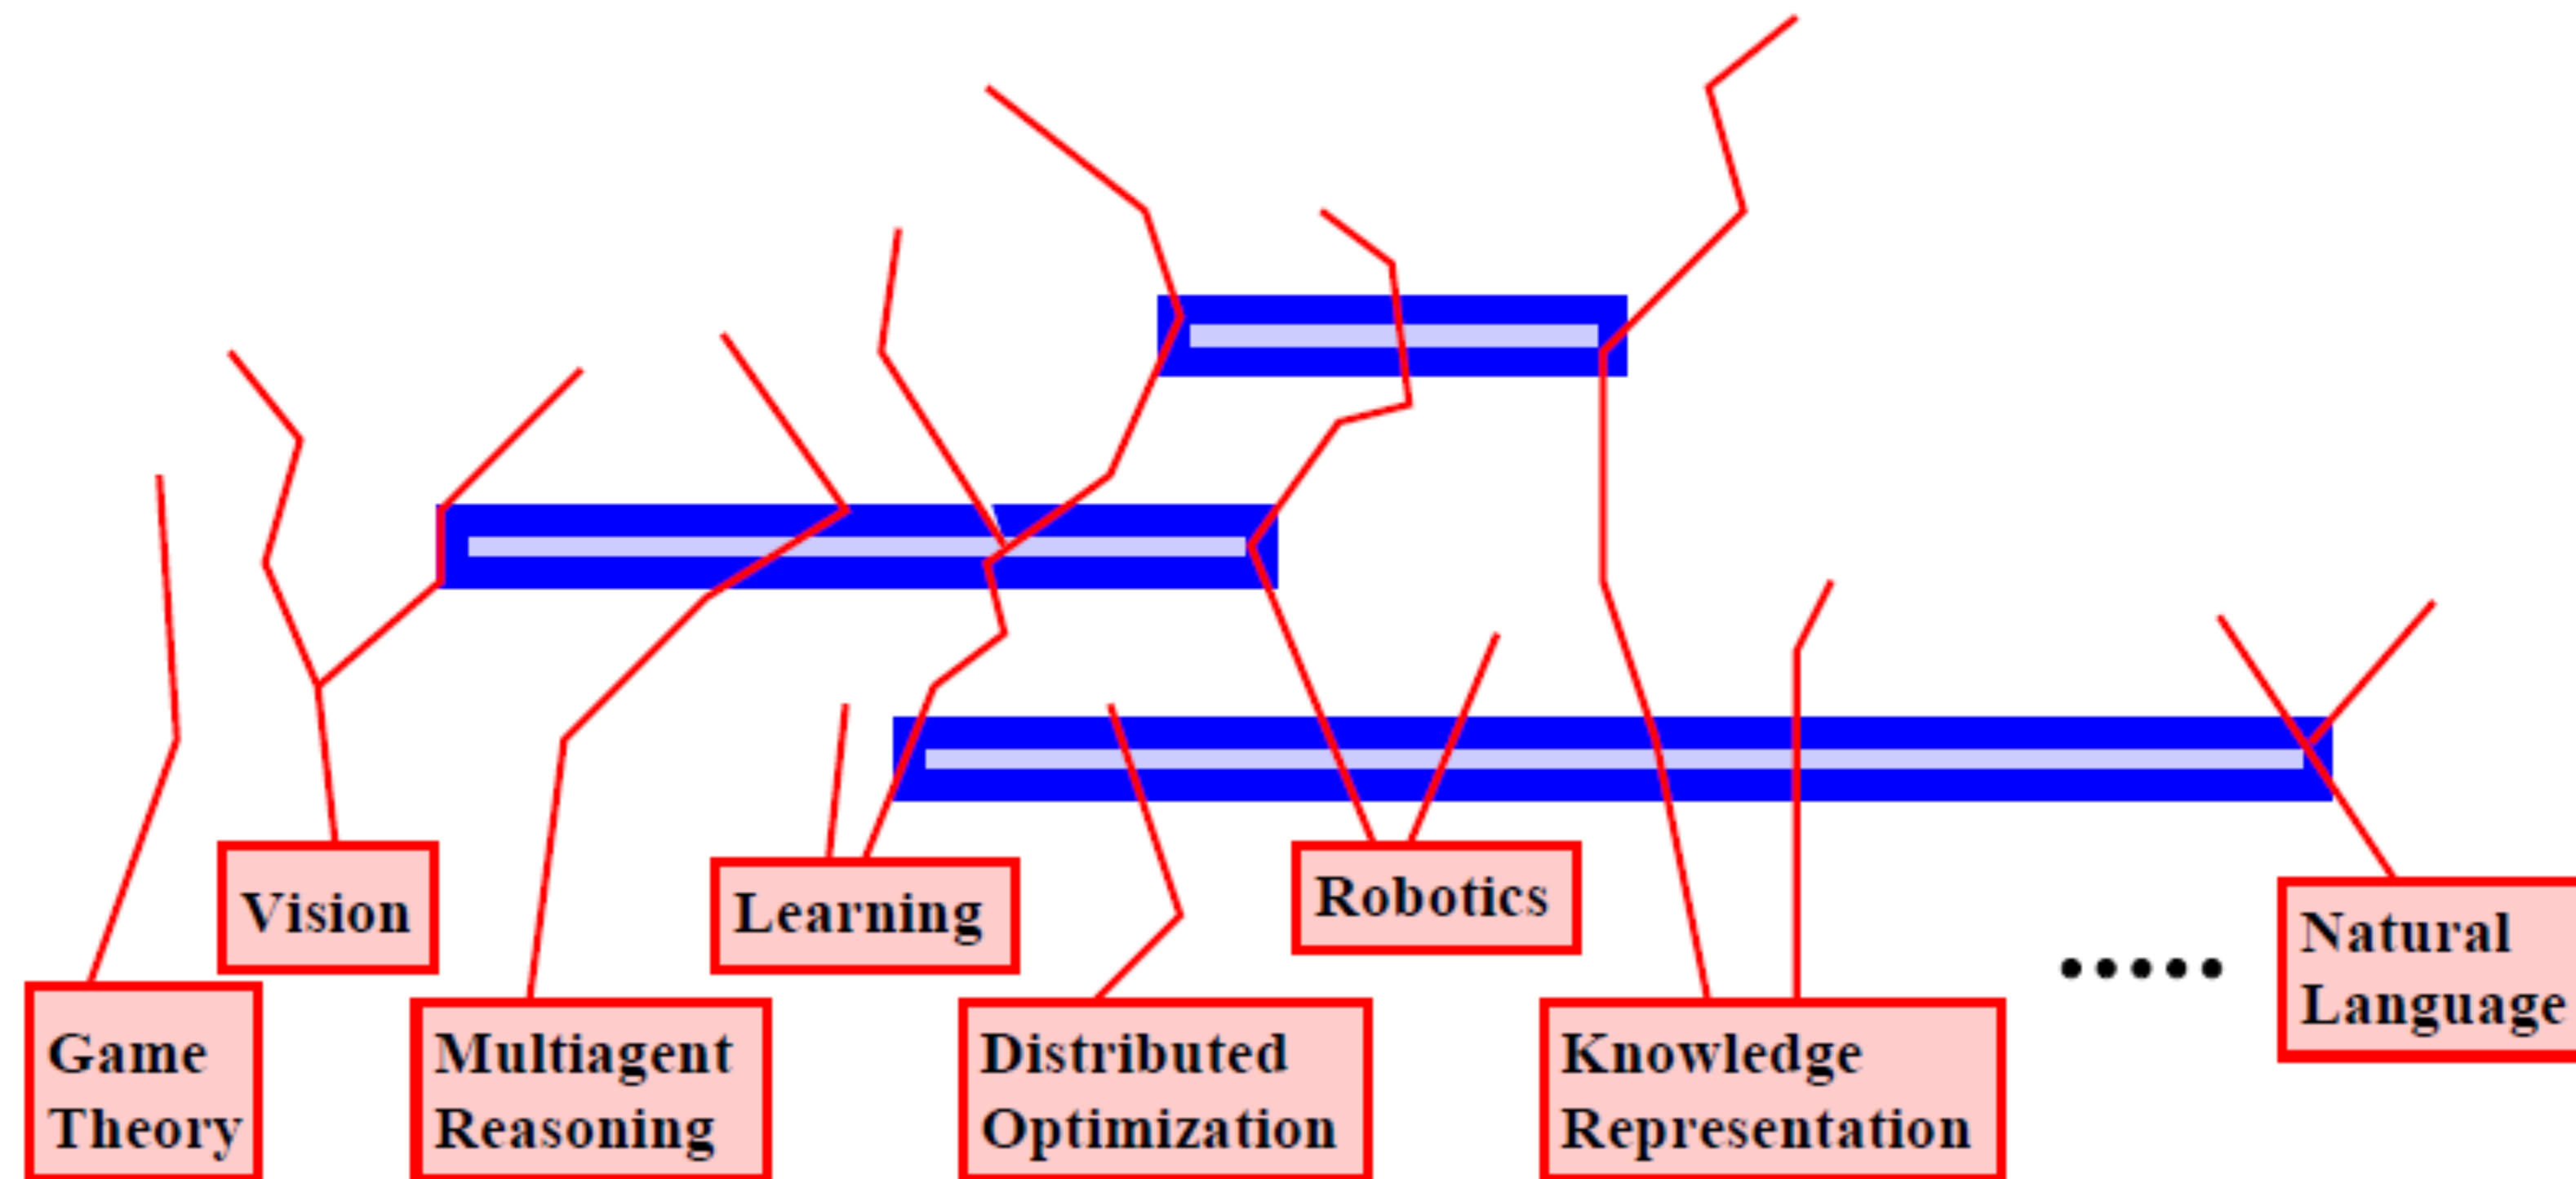 Vision
Learning
Robotics
Natural
Language
Game
Theory
Multiagent
Reasoning
Distributed
Optimization
Knowledge
Representation